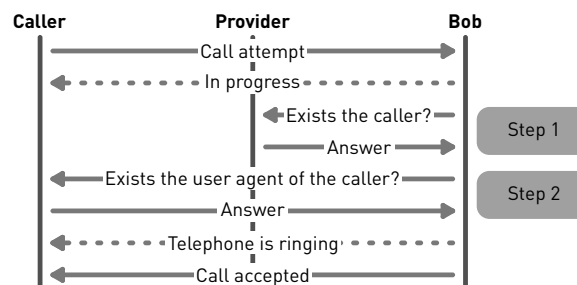 Caller Provider Bob
Call attempt
In progress
Exists the caller?
Step 1
Answer
Exists the user agent of the caller?
Step 2
Answer
Telephone is ringing
Call accepted